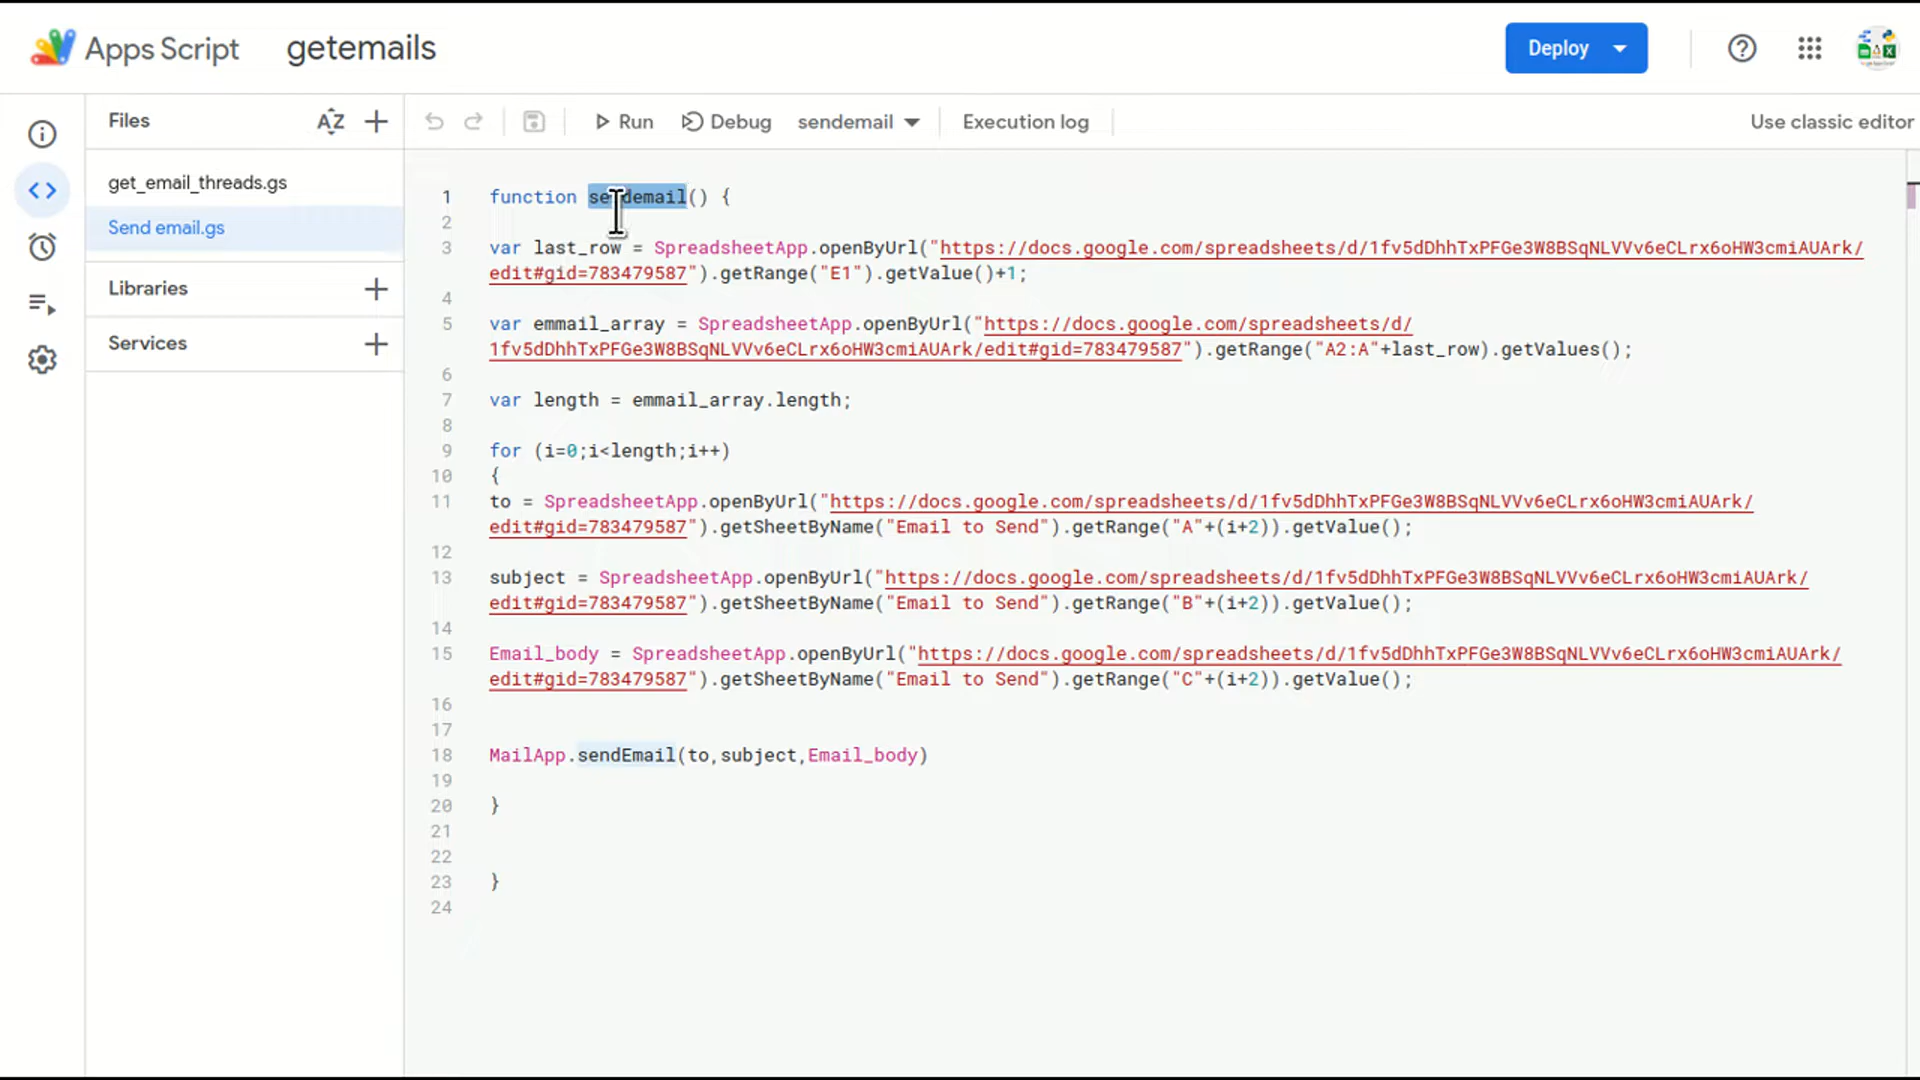 Apps Script
getemails
Deploy
Use classic editor
Files
AZ
Run
Debug
sendemail
Execution log
get_email_threads.gs
Send email.gs
Libraries
Services
1 function sendemail() {
2
3 var last_row = SpreadsheetApp.openByUrl("https://docs.google.com/spreadsheets/d/1fv5dDhhTxPFGe3W8BSqNLVVv6eCLrx6oHW3cmiAUArk/
edit#gid=783479587").getRange("E1").getValue()+1;
4
5 var emmail_array = SpreadsheetApp.openByUrl("https://docs.google.com/spreadsheets/d/
1fv5dDhhTxPFGe3W8BSqNLVVv6eCLrx6oHW3cmiAUArk/edit#gid=783479587").getRange("A2:A"+last_row).getValues();
6
7 var length = emmail_array.length;
8
9 for (i=0;i<length;i++)
10 {
11 to = SpreadsheetApp.openByUrl("https://docs.google.com/spreadsheets/d/1fv5dDhhTxPFGe3W8BSqNLVVv6eCLrx6oHW3cmiAUArk/
edit#gid=783479587").getSheetByName("Email to Send").getRange("A"+(i+2)).getValue();
12
13 subject = SpreadsheetApp.openByUrl("https://docs.google.com/spreadsheets/d/1fv5dDhhTxPFGe3W8BSqNLVVv6eCLrx6oHW3cmiAUArk/
edit#gid=783479587").getSheetByName("Email to Send").getRange("B"+(i+2)).getValue();
14
15 Email_body = SpreadsheetApp.openByUrl("https://docs.google.com/spreadsheets/d/1fv5dDhhTxPFGe3W8BSqNLVVv6eCLrx6oHW3cmiAUArk/
edit#gid=783479587").getSheetByName("Email to Send").getRange("C"+(i+2)).getValue();
16
17
18 MailApp.sendEmail(to,subject,Email_body)
19
20 }
21
22
23 }
24